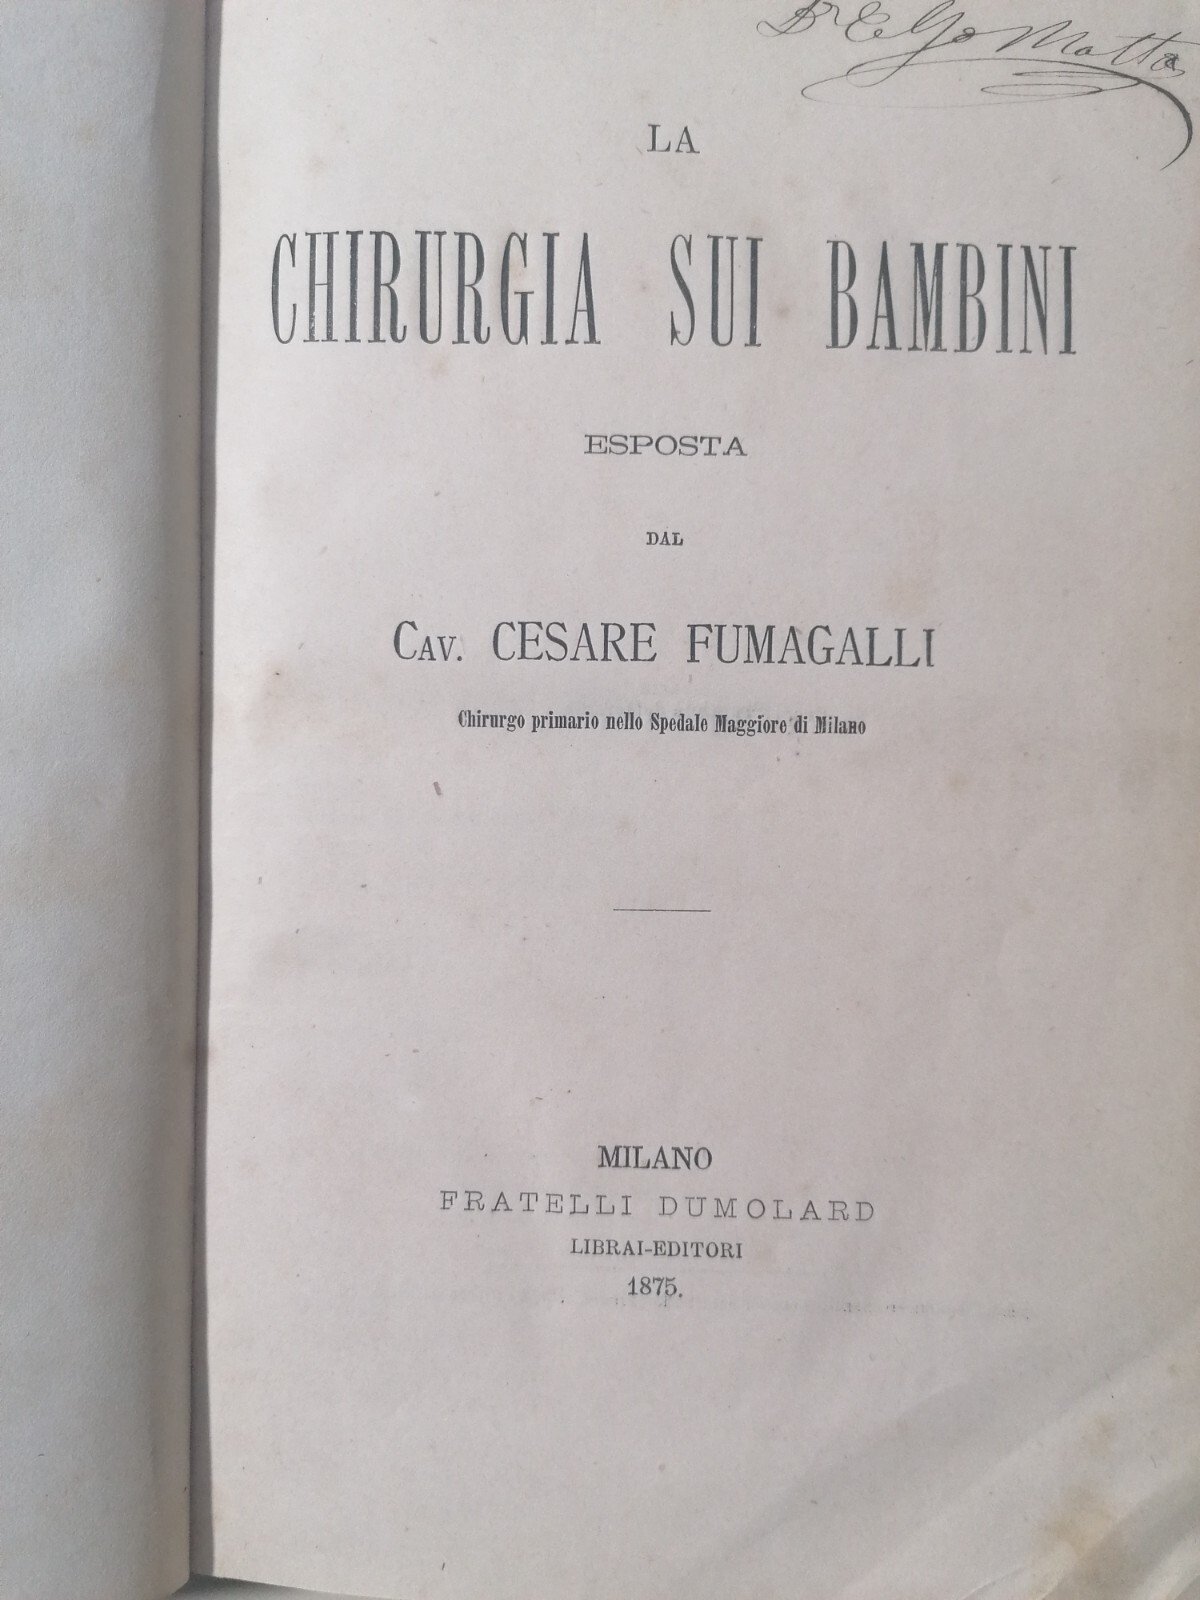 LA
CHIRURGIA SUI BAMBINI
ESPOSTA
DAL
CAV. CESARE FUMAGALLI
Chirurgo primario nello Spedale Maggiore di Milano
MILANO
FRATELLI DUMOLARD
LIBRAI-EDITORI
1875.